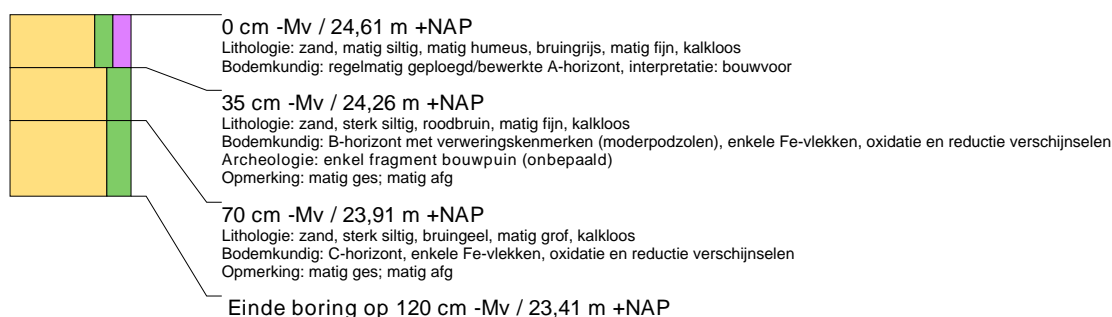 0 cm -Mv / 24,61 m +NAP
Lithologie: zand, matig siltig, matig humeus, bruingrijs, matig fijn, kalkloos
Bodemkundig: regelmatig geploegd/bewerkte A-horizont, interpretatie: bouwvoor
35 cm -Mv / 24,26 m +NAP
Lithologie: zand, sterk siltig, roodbruin, matig fijn, kalkloos
Bodemkundig: B-horizont met verweringskenmerken (moderpodzolen), enkele Fe-vlekken, oxidatie en reductie verschijnselen
Archeologie: enkel fragment bouwpuin (onbepaald)
Opmerking: matig ges; matig afg
70 cm -Mv / 23,91 m +NAP
Lithologie: zand, sterk siltig, bruingeel, matig grof, kalkloos
Bodemkundig: C-horizont, enkele Fe-vlekken, oxidatie en reductie verschijnselen
Opmerking: matig ges; matig afg
Einde boring op 120 cm -Mv / 23,41 m +NAP